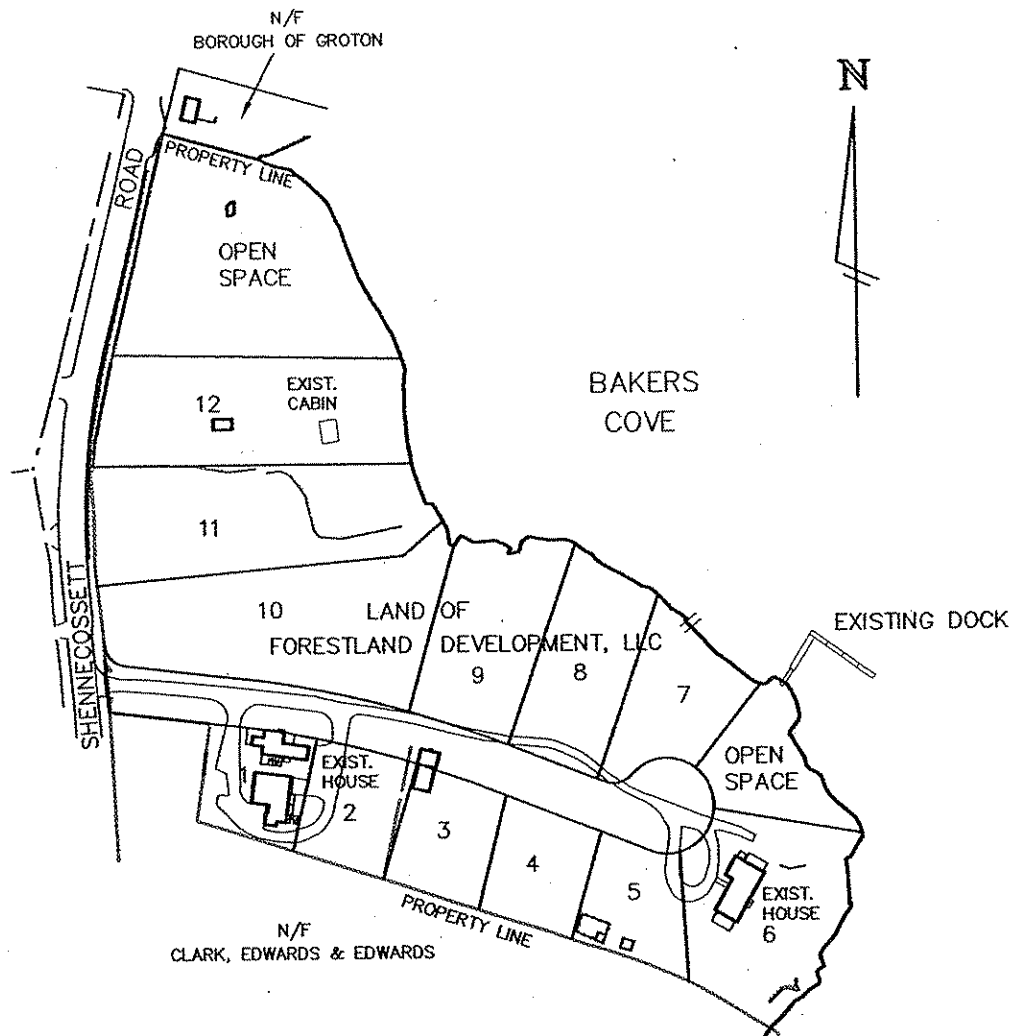 N/F
BOROUGH OF GROTON
N
ROAD
PROPERTY LINE
OPEN
SPACE
EXIST.
CABIN
12
BAKERS
COVE
11
SHENNECOSSETT
10
LAND OF
FORESTLAND DEVELOPMENT, LLC
EXISTING DOCK
9
8
7
OPEN
SPACE
1
EXIST.
HOUSE
2
3
4
5
EXIST.
HOUSE
6
PROPERTY LINE
N/F
CLARK, EDWARDS & EDWARDS